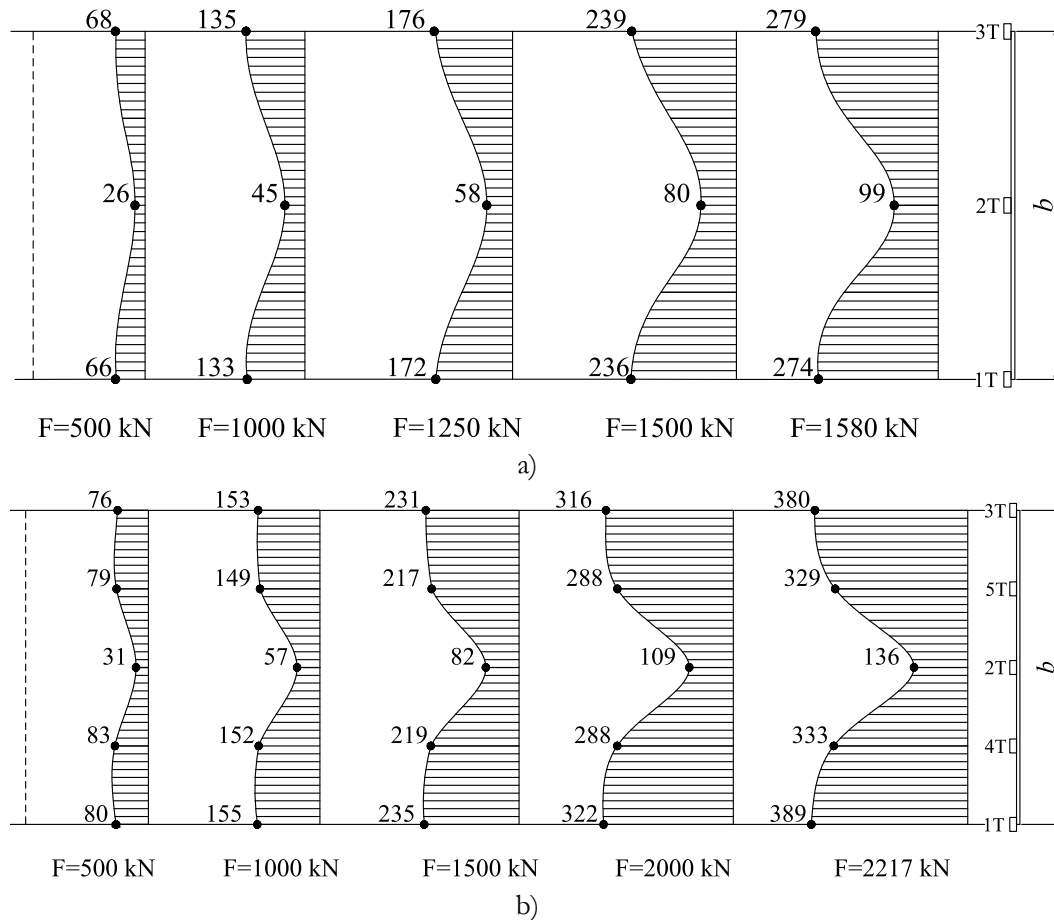 68 135 176 239 279 3T
26 45 58 80 99 2T b
66 133 172 236 274 1T
F=500 kN F=1000 kN F=1250 kN F=1500 kN F=1580 kN
a)
76 153 231 316 380 3T
79 149 217 288 329 5T
31 57 82 109 136 2T b
83 152 219 288 333 4T
80 155 235 322 389 1T
F=500 kN F=1000 kN F=1500 kN F=2000 kN F=2217 kN
b)